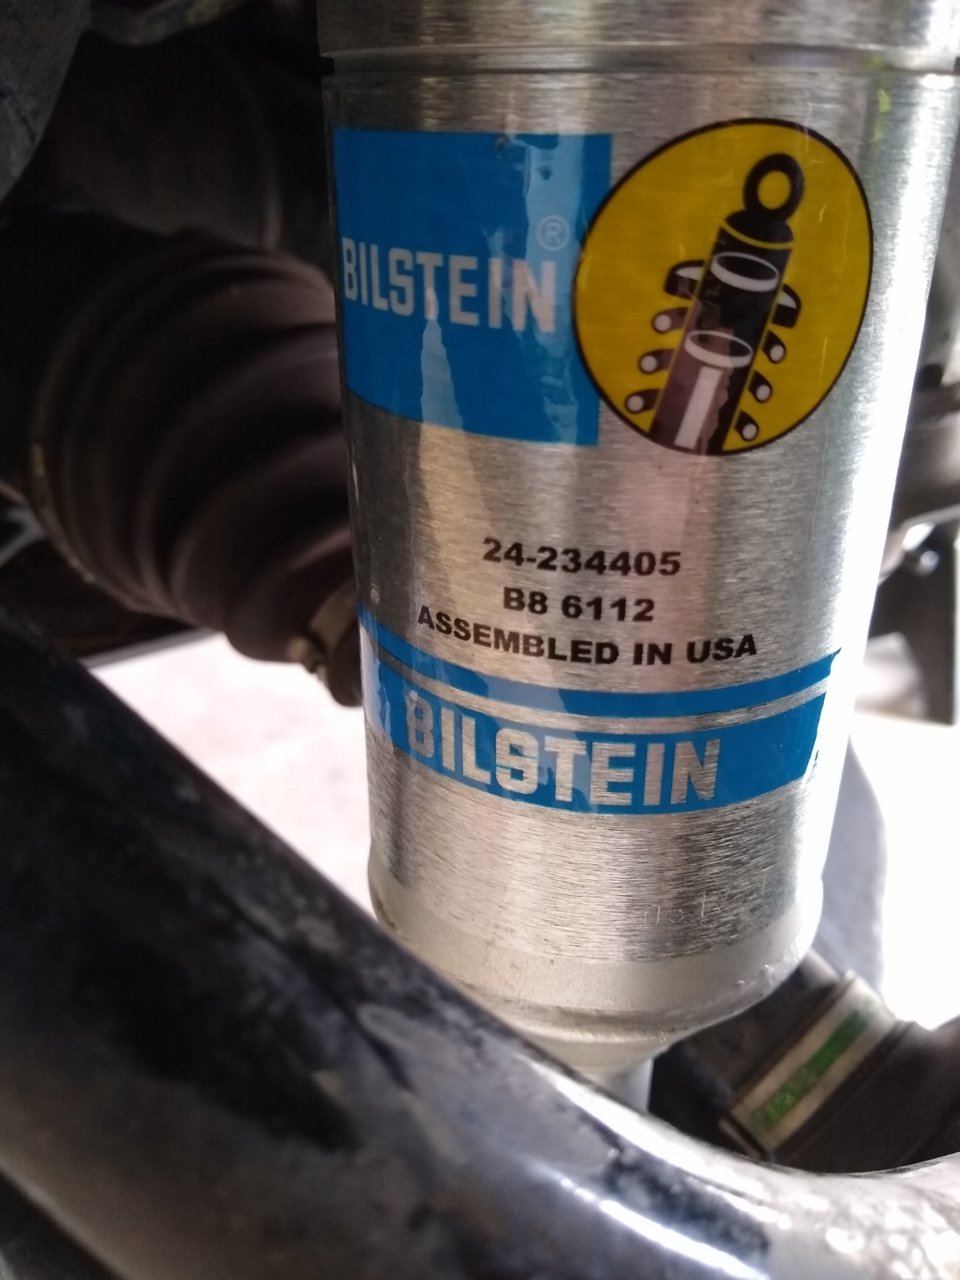 BILSTEIN®
24-234405
B8 6112
ASSEMBLED IN USA
BILSTEIN